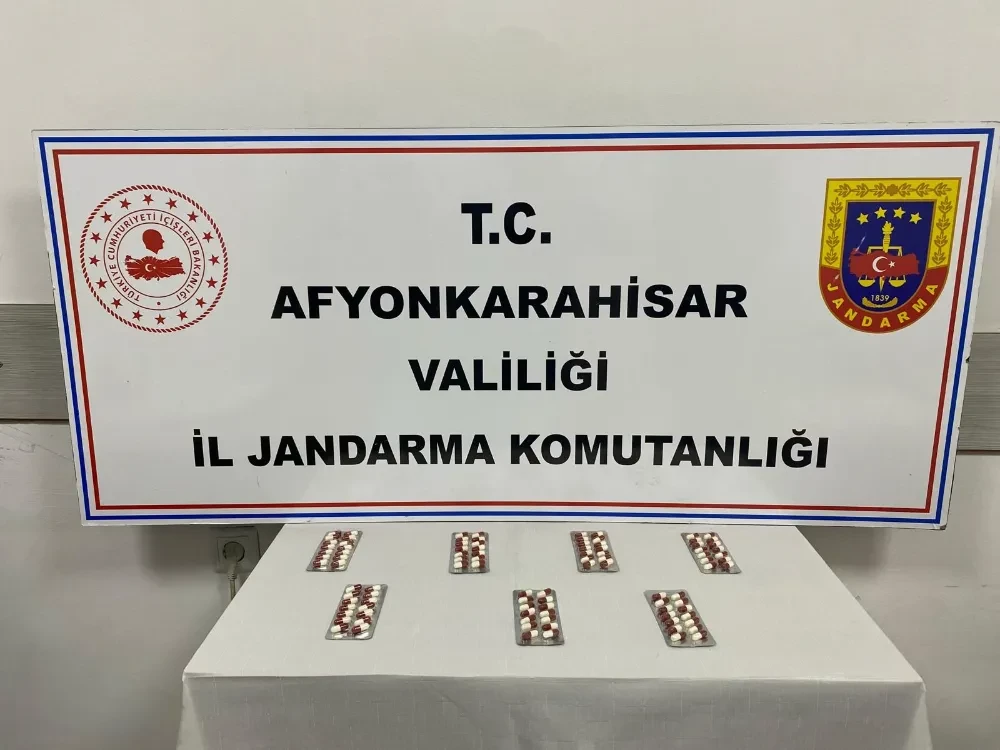 T.C.
AFYONKARAHİSAR
VALİLİĞİ
İL JANDARMA KOMUTANLIĞI
TÜRKİYE CUMHURİYETİ İÇİŞLERİ BAKANLIĞI
1839
JANDARMA